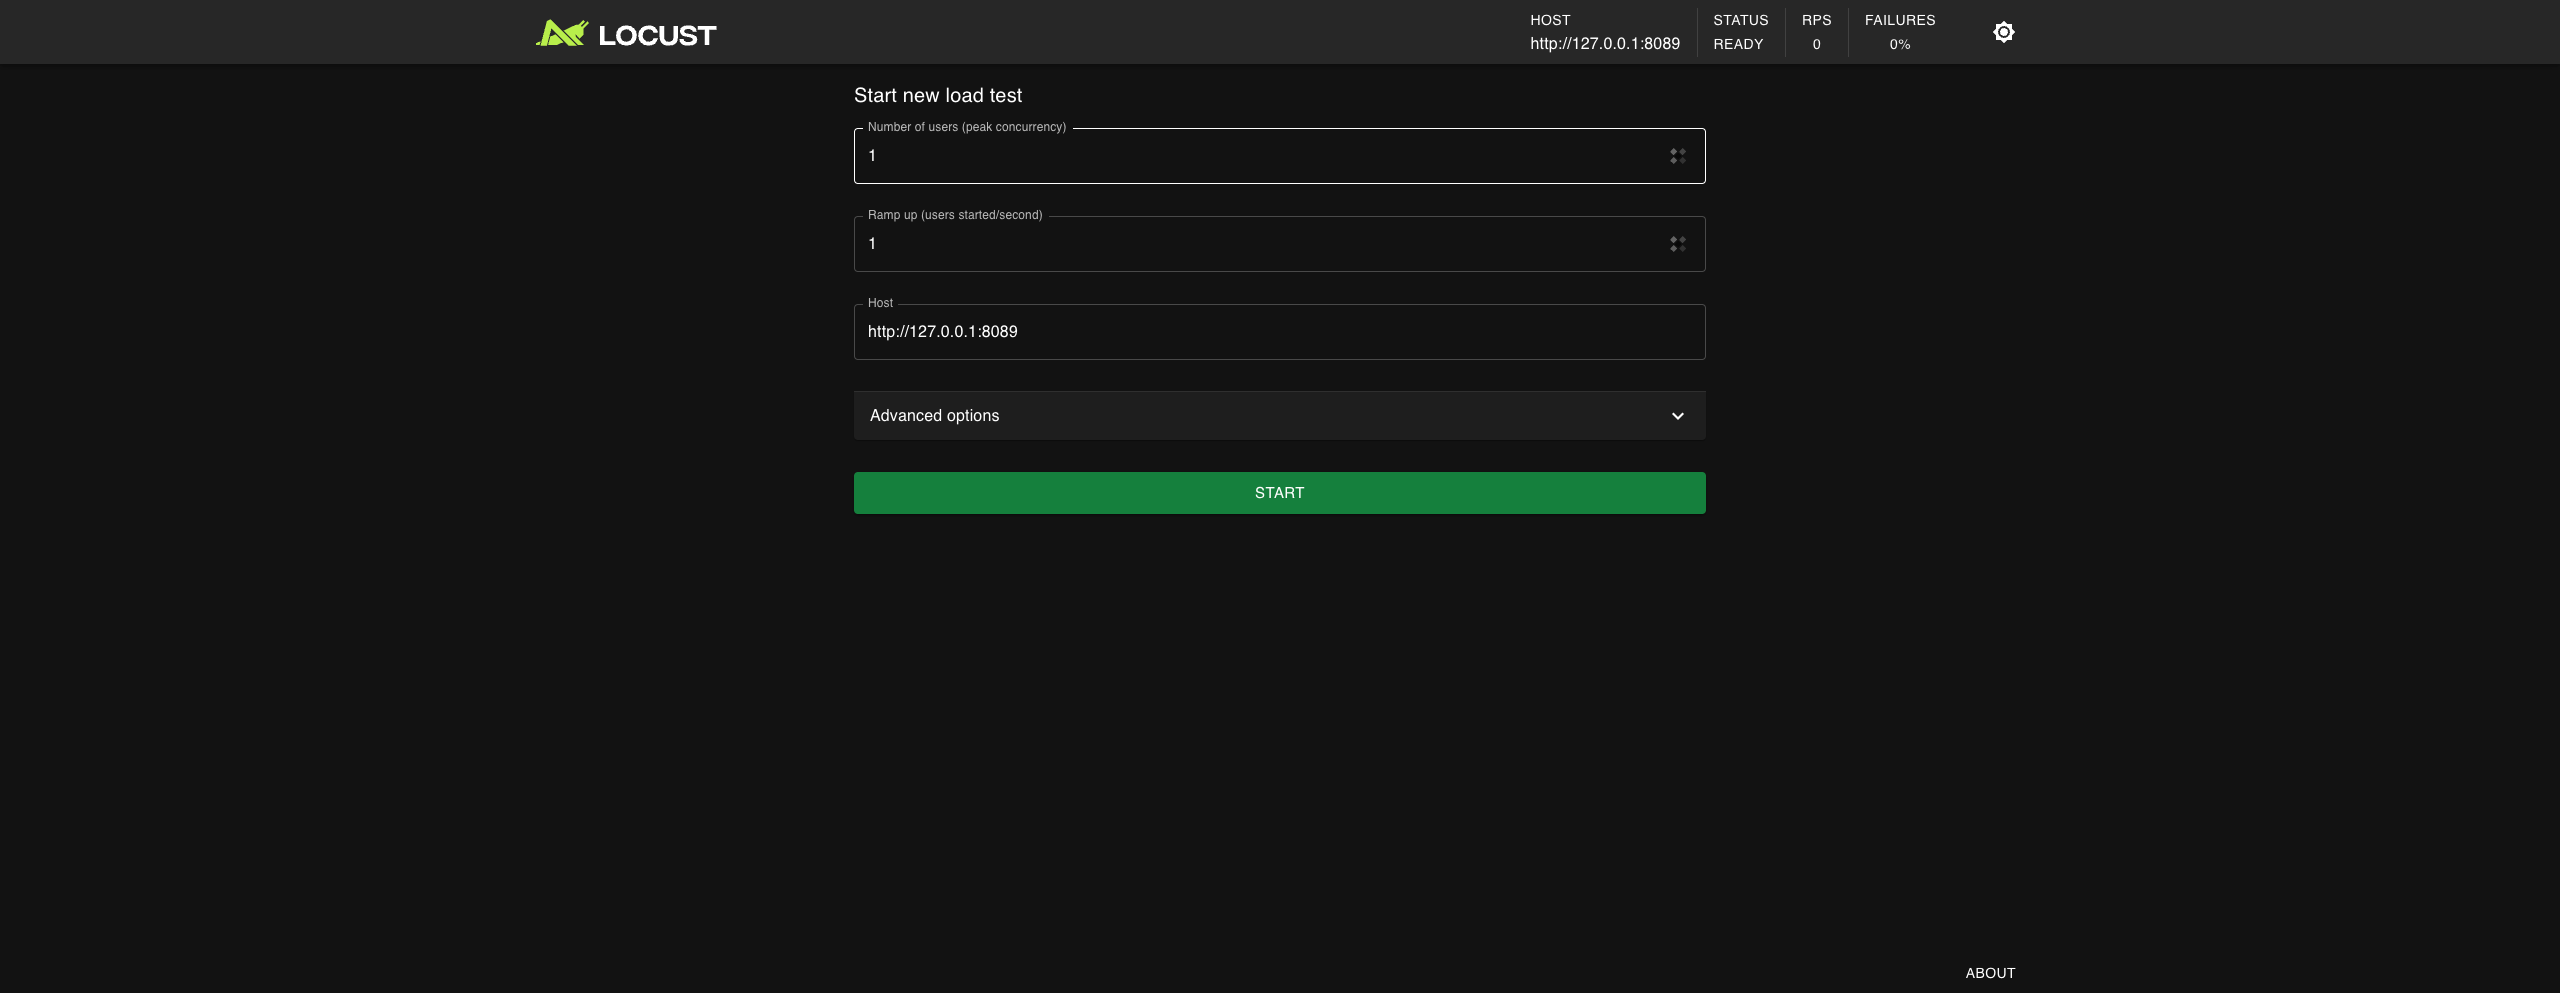 LOCUST
HOST
http://127.0.0.1:8089
STATUS
READY
RPS
0
FAILURES
0%
Start new load test
Number of users (peak concurrency)
1
Ramp up (users started/second)
1
Host
http://127.0.0.1:8089
Advanced options
START
ABOUT